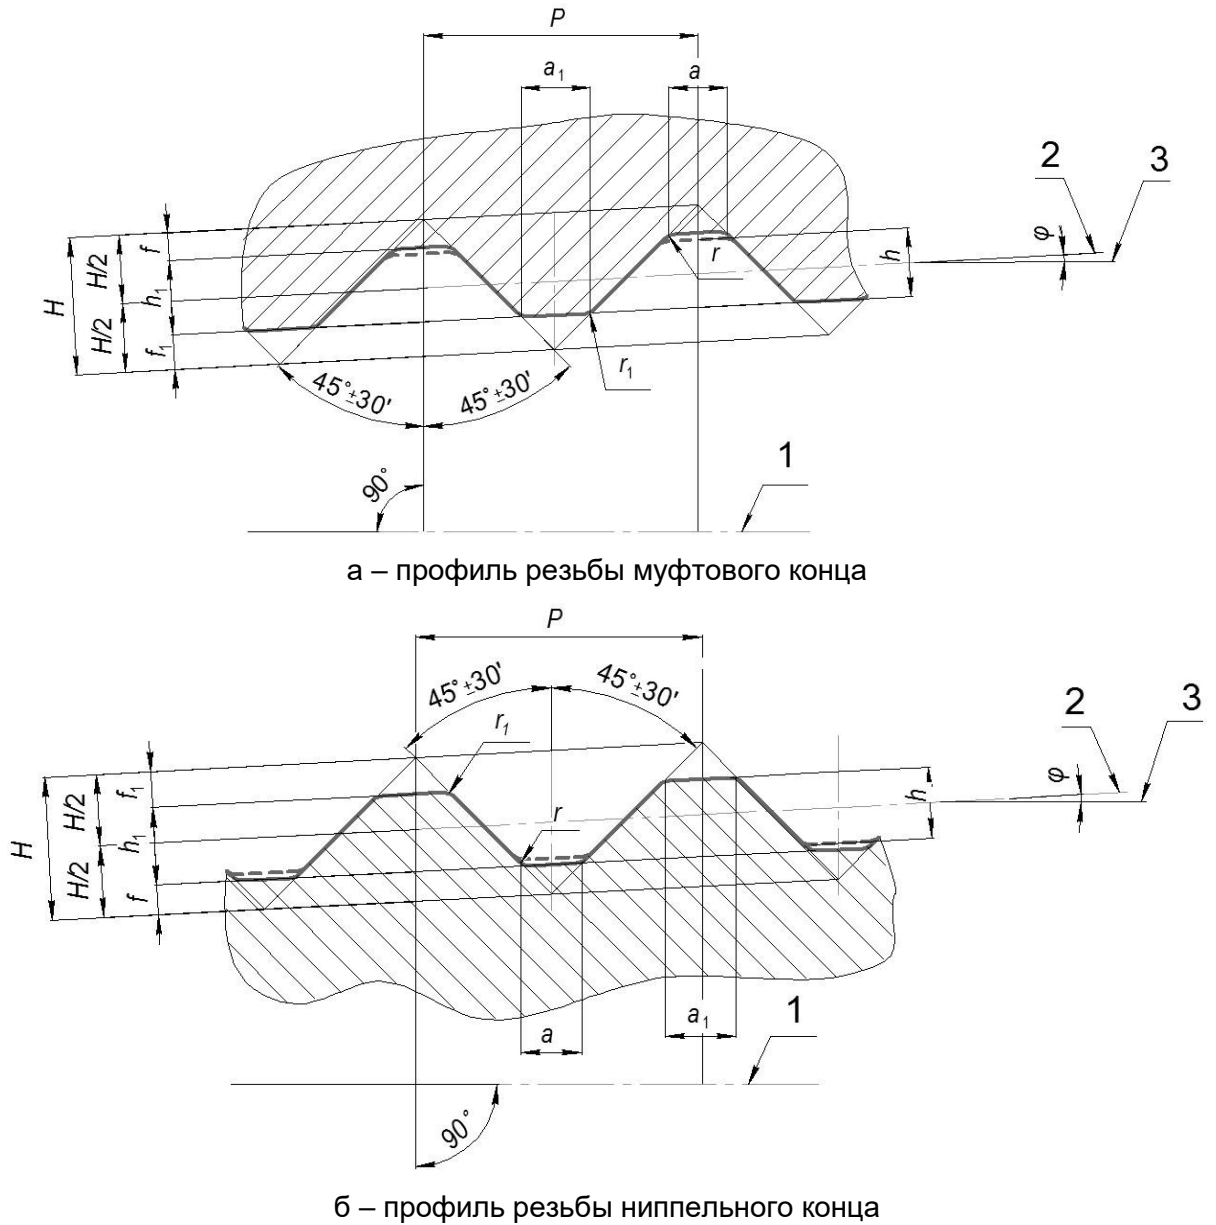 P
a₁
a
2
3
φ
f
H/2
h₁
H
H/2
f₁
r
h
r₁
45°±30'
45°±30'
1
90°
а – профиль резьбы муфтового конца
P
45°±30'
45°±30'
r₁
2
3
φ
f₁
H/2
h₁
H
H/2
f
r
h
a
a₁
1
90°
б – профиль резьбы ниппельного конца